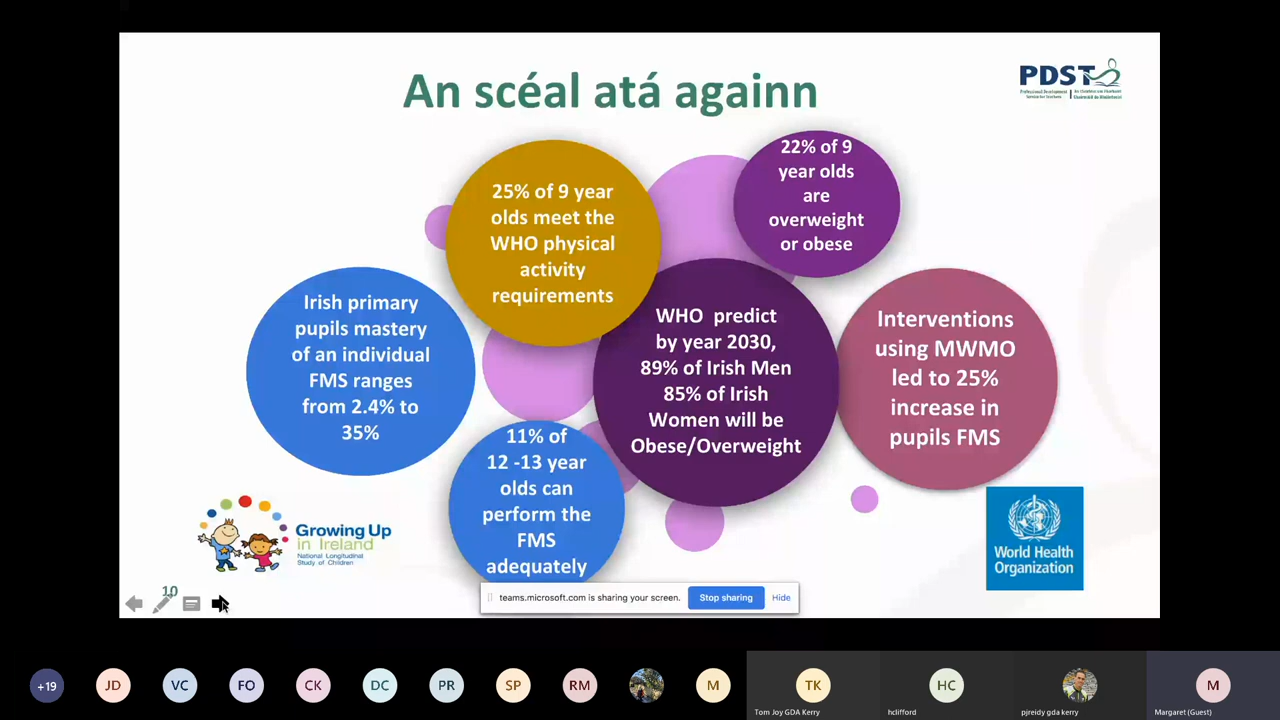 An scéal atá againn
PDST
Professional Development
Service for Teachers
25% of 9 year
olds meet the
WHO physical
activity
requirements
22% of 9
year olds
are
overweight
or obese
Irish primary
pupils mastery
of an individual
FMS ranges
from 2.4% to
35%
WHO predict
by year 2030,
89% of Irish Men
85% of Irish
Women will be
Obese/Overweight
Interventions
using MWMO
led to 25%
increase in
pupils FMS
11% of
12 -13 year
olds can
perform the
FMS
adequately
Growing Up
in Ireland
National Longitudinal
Study of Children
World Health
Organization
10
teams.microsoft.com is sharing your screen.
Stop sharing
Hide
+19
JD
VC
FO
CK
DC
PR
SP
RM
M
TK
HC
M
Tom Joy GDA Kerry
hclifford
pjreidy gda kerry
Margaret (Guest)